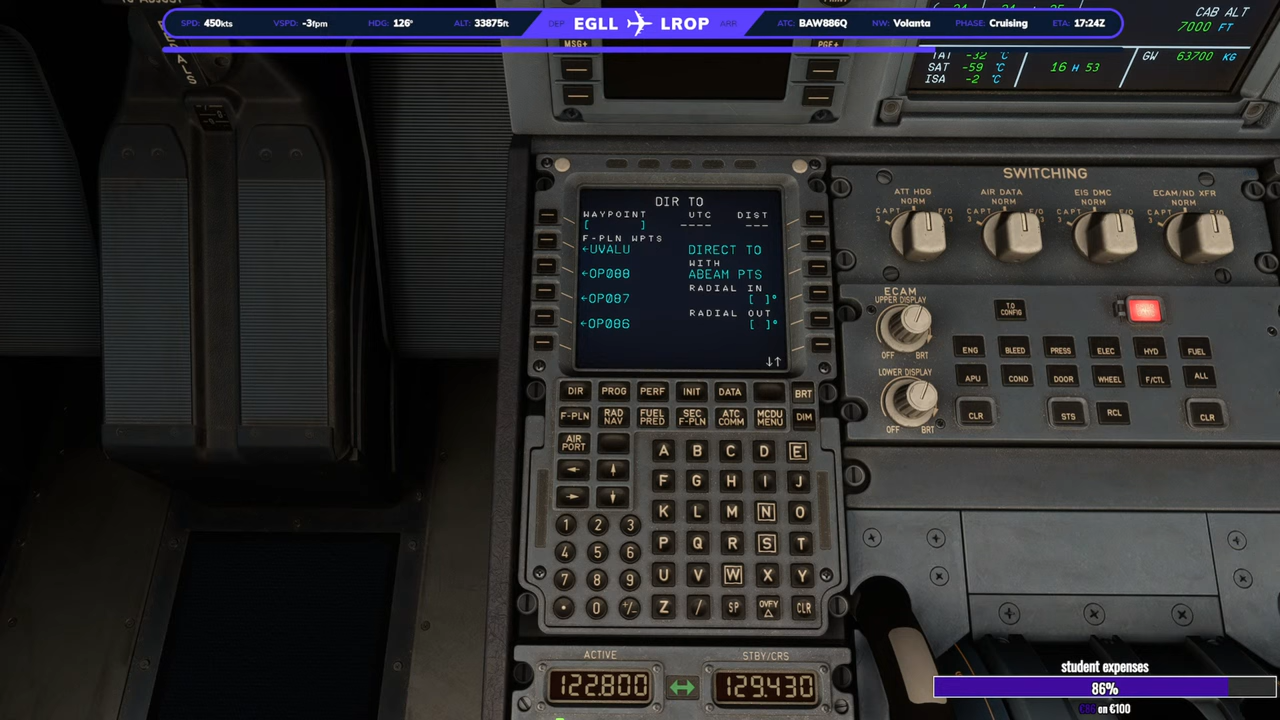 SPD: 450kts VSPD: -3fpm HDG: 126° ALT: 33875ft DEP EGLL LROP ARR ATC: BAW886Q NW: Volanta PHASE: Cruising ETA: 17:24Z
CAB ALT
7000 FT
MSG+
TAT -32 °C
SAT -59 °C
ISA -2 °C
16 H 53
GW 63700 KG
DIR TO
WAYPOINT UTC DIST
[ ] ---- ---
F-PLN WPTS
←UVALU DIRECT TO
WITH
←OP088 ABEAM PTS
RADIAL IN
←OP087 [ ]°
RADIAL OUT
←OP086 [ ]°
↓↑
DIR PROG PERF INIT DATA BRT
F-PLN RAD NAV FUEL PRED SEC F-PLN ATC COMM MCDU MENU DIM
AIR PORT
A B C D E
← ↑ F G H I J
→ ↓ K L M N O
1 2 3
P Q R S T
4 5 6
U V W X Y
7 8 9
. 0 +/- Z / SP OVFY △ CLR
ACTIVE STBY/CRS
122.800 129.430
SWITCHING
ATT HDG AIR DATA EIS DMC ECAM/ND XFR
NORM NORM NORM NORM
CAPT F/O CAPT CAPT CAPT F/O
ECAM
UPPER DISPLAY
OFF BRT
T.O CONFIG
ENG BLEED PRESS ELEC HYD FUEL
LOWER DISPLAY
APU COND DOOR WHEEL F/CTL ALL
OFF BRT
CLR STS RCL CLR
student expenses
86%
€86 on €100